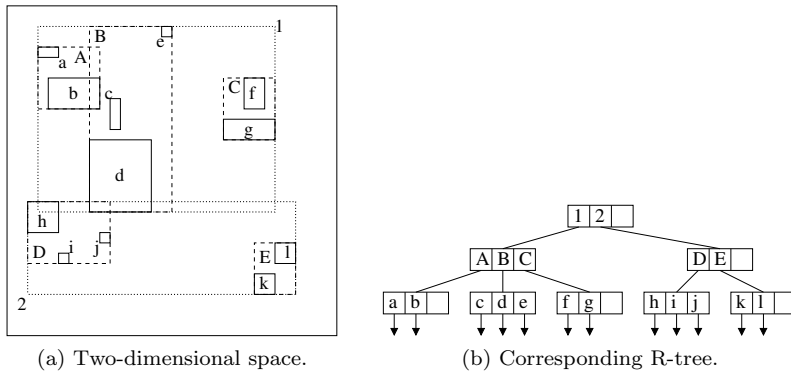 1
B
e
A
a
C
f
b
c
g
d
h
D
i
j
E
l
k
2
1 2
A B C
D E
a b
c d e
f g
h i j
k l
(a) Two-dimensional space.
(b) Corresponding R-tree.